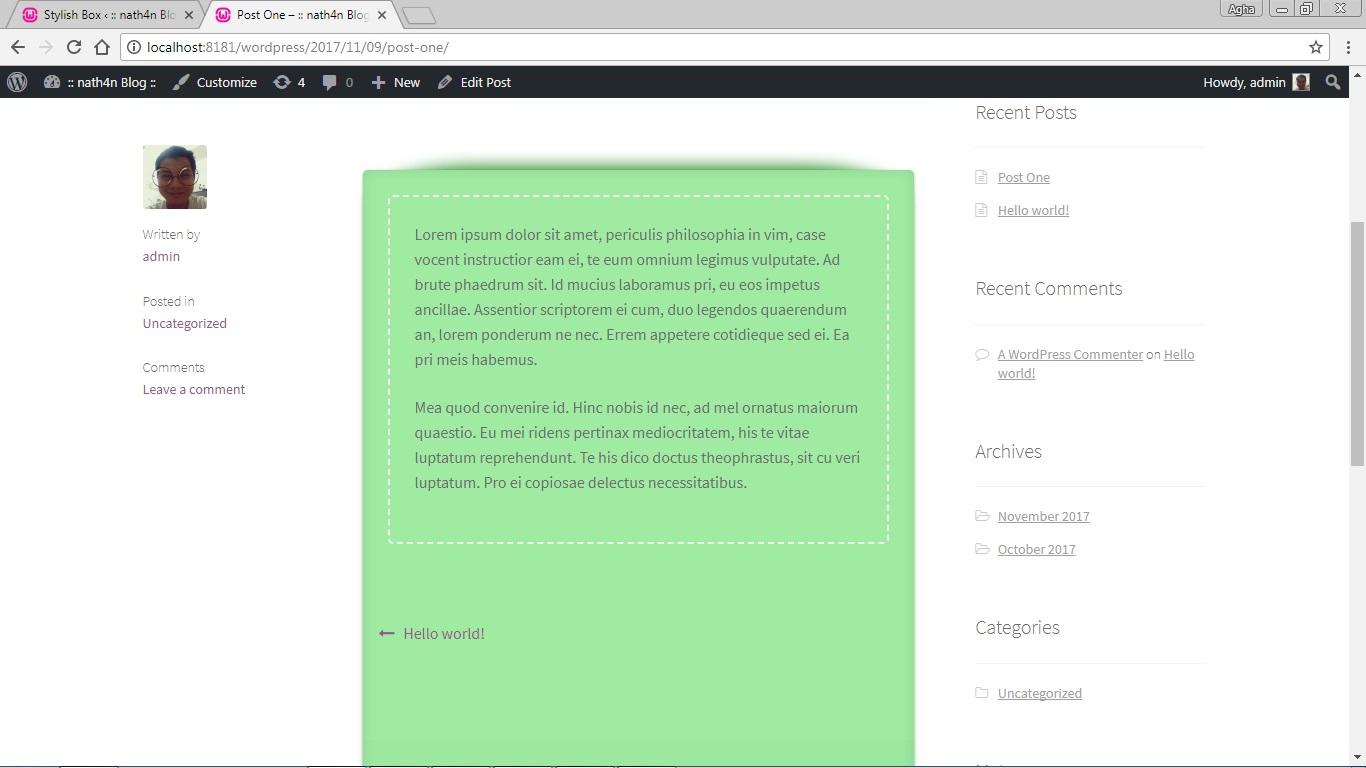 Stylish Box ‹ :: nath4n Blo
Post One – :: nath4n Blog
Agha
localhost:8181/wordpress/2017/11/09/post-one/
:: nath4n Blog :: Customize 4 0 New Edit Post Howdy, admin
Written by
admin
Posted in
Uncategorized
Comments
Leave a comment
Lorem ipsum dolor sit amet, periculis philosophia in vim, case
vocent instructior eam ei, te eum omnium legimus vulputate. Ad
brute phaedrum sit. Id mucius laboramus pri, eu eos impetus
ancillae. Assentior scriptorem ei cum, duo legendos quaerendum
an, lorem ponderum ne nec. Errem appetere cotidieque sed ei. Ea
pri meis habemus.
Mea quod convenire id. Hinc nobis id nec, ad mel ornatus maiorum
quaestio. Eu mei ridens pertinax mediocritatem, his te vitae
luptatum reprehendunt. Te his dico doctus theophrastus, sit cu veri
luptatum. Pro ei copiosae delectus necessitatibus.
Hello world!
Recent Posts
Post One
Hello world!
Recent Comments
A WordPress Commenter on Hello
world!
Archives
November 2017
October 2017
Categories
Uncategorized